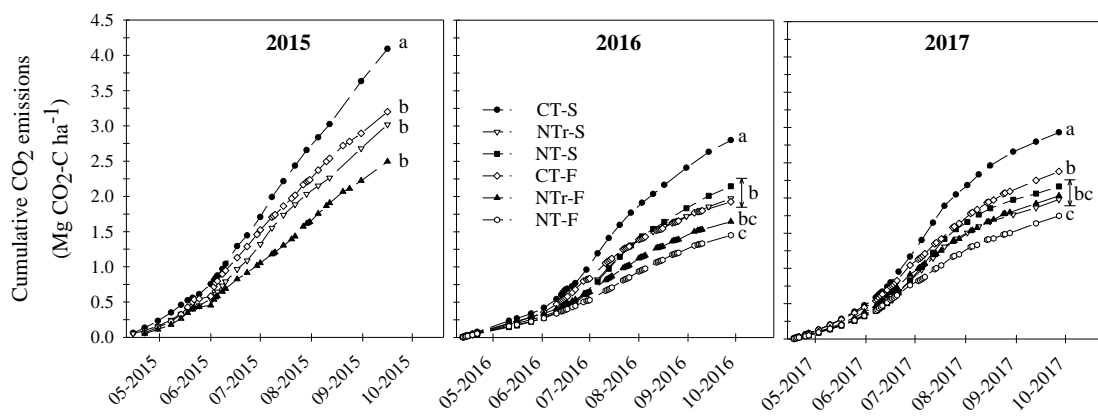 Cumulative CO2 emissions
(Mg CO2-C ha-1)
4.5
4.0
3.5
3.0
2.5
2.0
1.5
1.0
0.5
0.0
2015
a
b
b
b
05-2015
06-2015
07-2015
08-2015
09-2015
10-2015
2016
CT-S
NTr-S
NT-S
CT-F
NTr-F
NT-F
a
b
bc
c
05-2016
06-2016
07-2016
08-2016
09-2016
10-2016
2017
a
b
bc
c
05-2017
06-2017
07-2017
08-2017
09-2017
10-2017